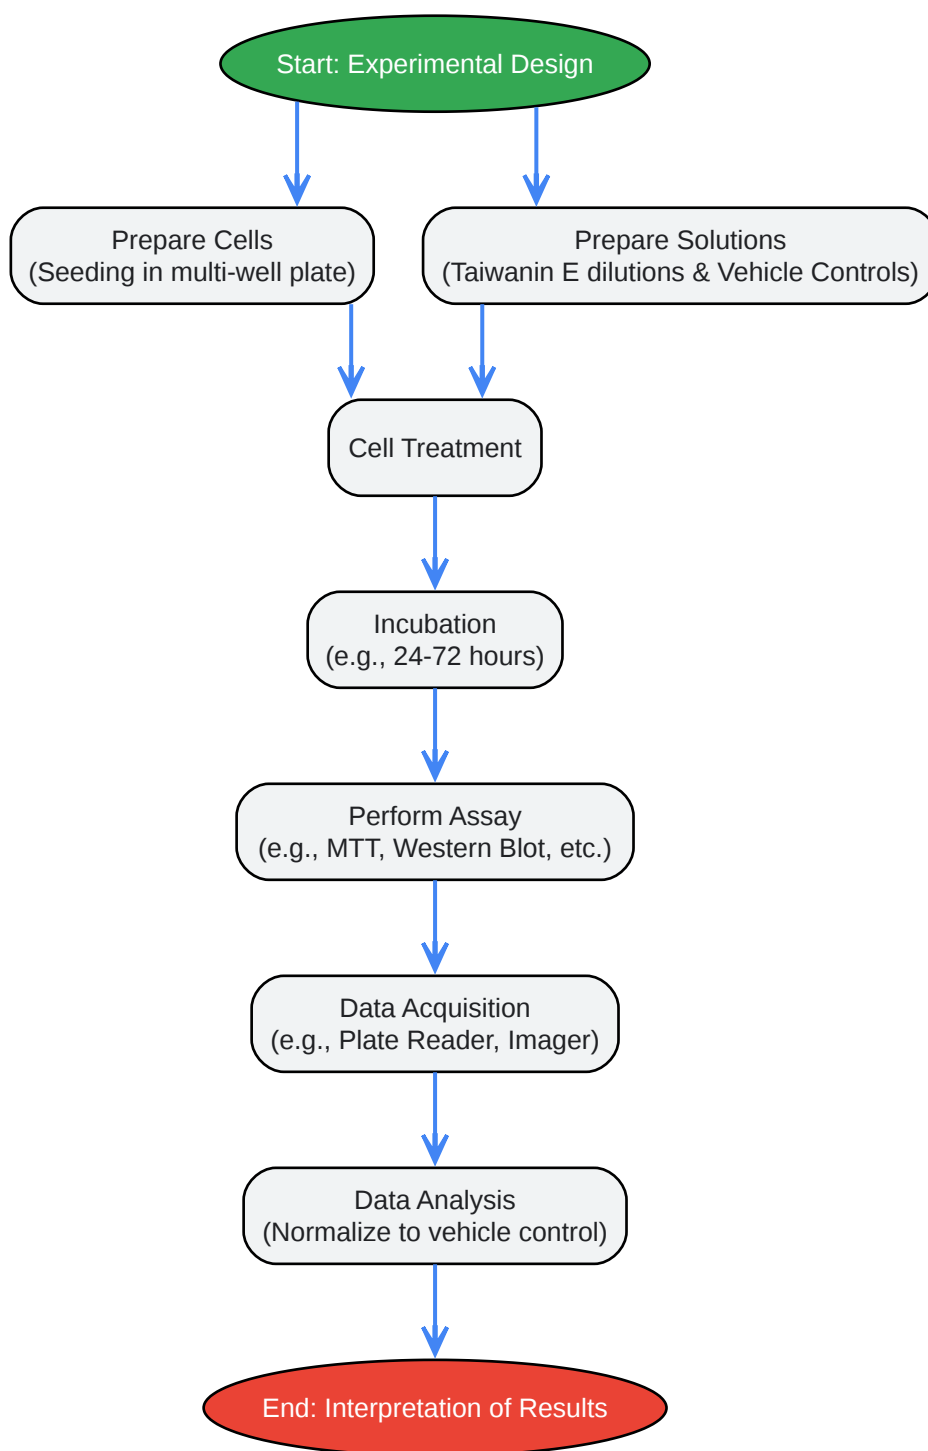 Start: Experimental Design
Prepare Cells
(Seeding in multi-well plate)
Prepare Solutions
(Taiwanin E dilutions & Vehicle Controls)
Cell Treatment
Incubation
(e.g., 24-72 hours)
Perform Assay
(e.g., MTT, Western Blot, etc.)
Data Acquisition
(e.g., Plate Reader, Imager)
Data Analysis
(Normalize to vehicle control)
End: Interpretation of Results